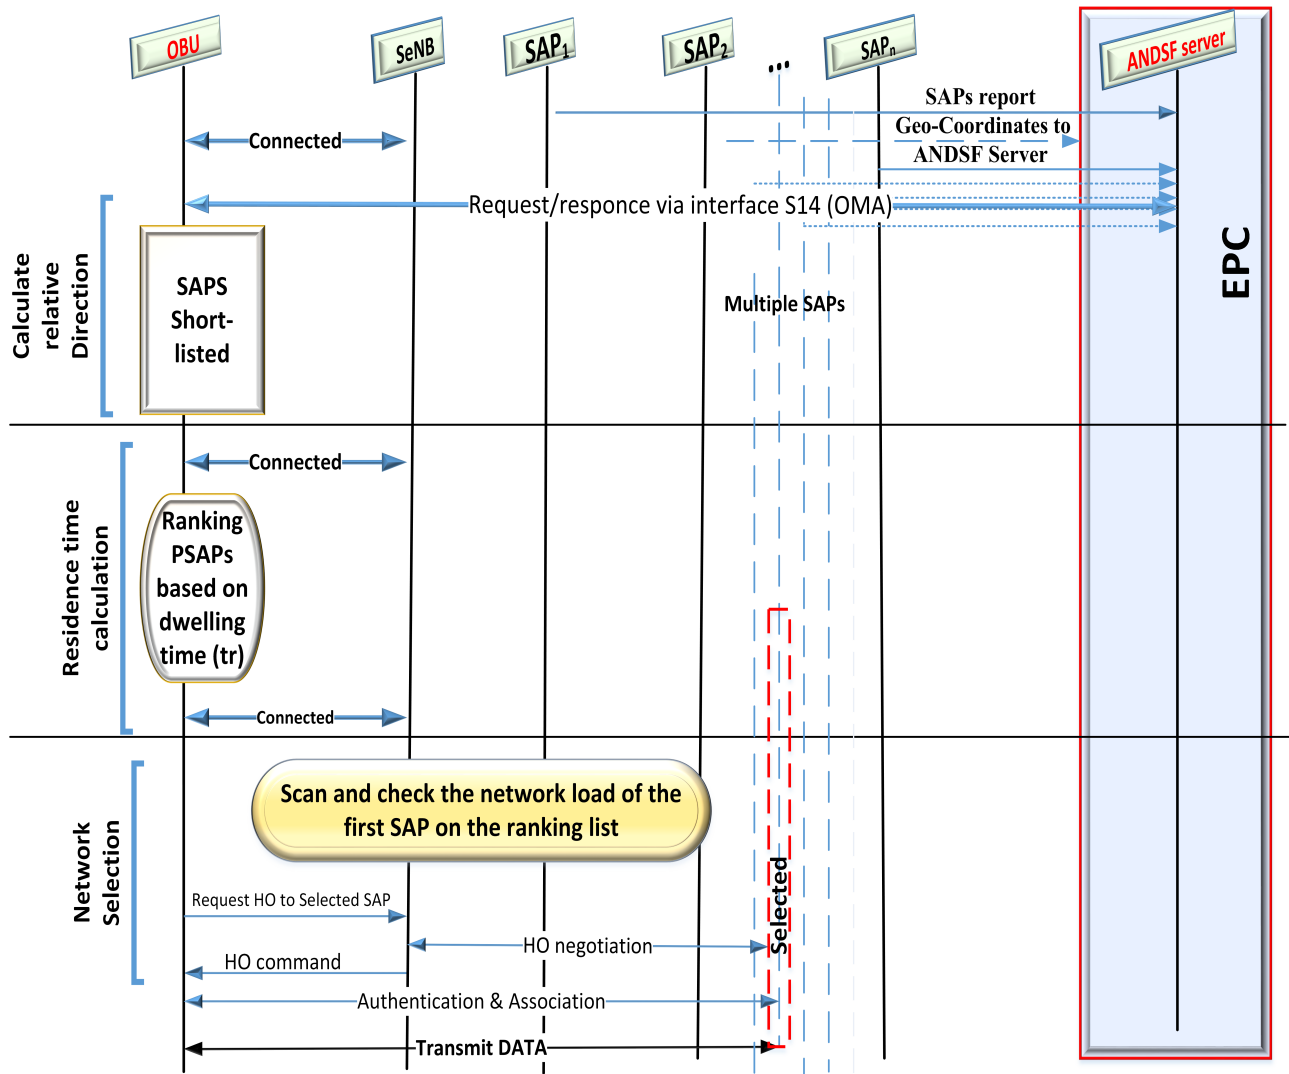 OBU
SeNB
SAP1
SAP2
...
SAPn
ANDSF server
SAPs report
Geo-Coordinates to
ANDSF Server
Connected
Request/responce via interface S14 (OMA)
EPC
Calculate
relative
Direction
SAPS
Short-
listed
Multiple SAPs
Connected
Residence time
calculation
Ranking
PSAPs
based on
dwelling
time (tr)
Connected
Network
Selection
Scan and check the network load of the
first SAP on the ranking list
Selected
Request HO to Selected SAP
HO negotiation
HO command
Authentication & Association
Transmit DATA